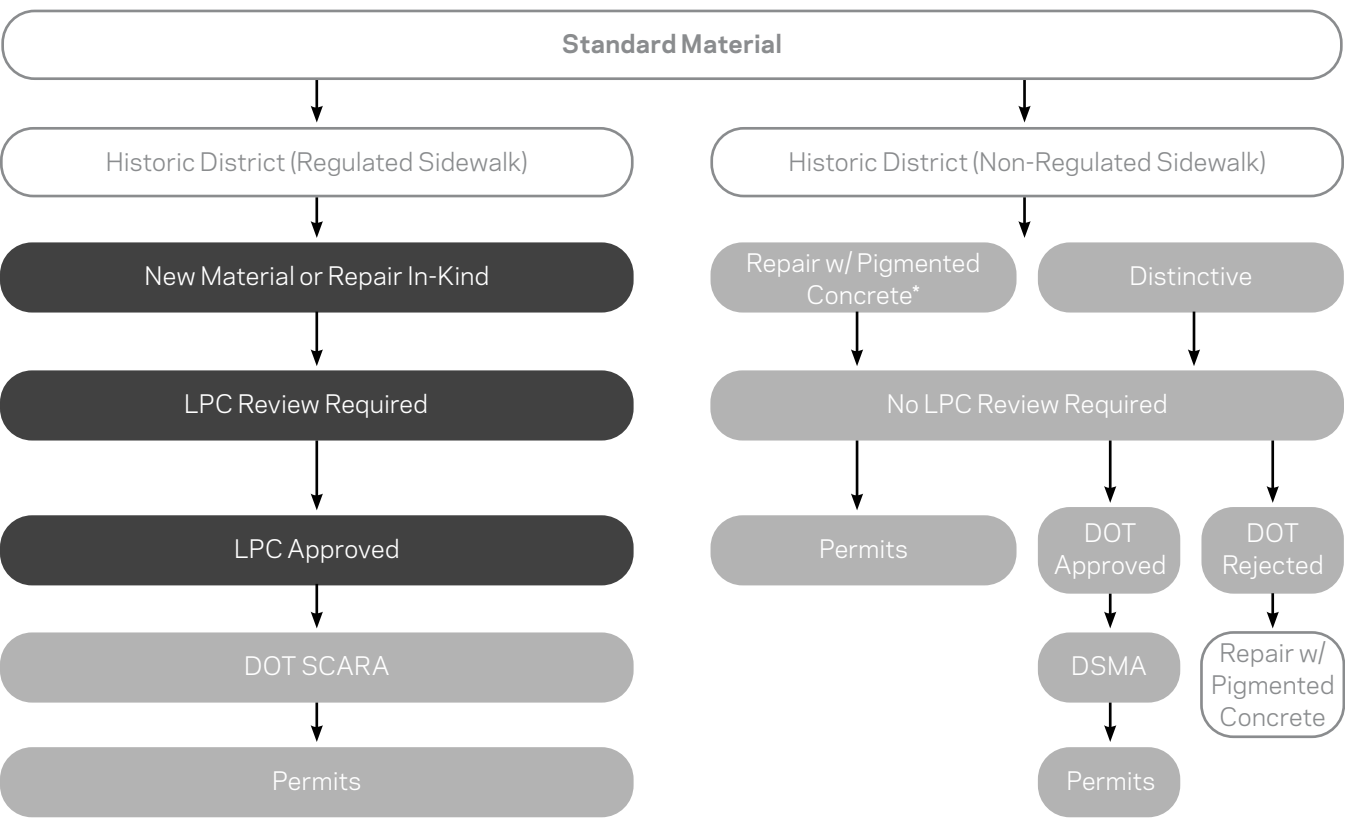 Standard Material
Historic District (Regulated Sidewalk)
Historic District (Non-Regulated Sidewalk)
New Material or Repair In-Kind
Repair w/ Pigmented
Concrete*
Distinctive
LPC Review Required
No LPC Review Required
LPC Approved
Permits
DOT
Approved
DOT
Rejected
DOT SCARA
DSMA
Repair w/
Pigmented
Concrete
Permits
Permits